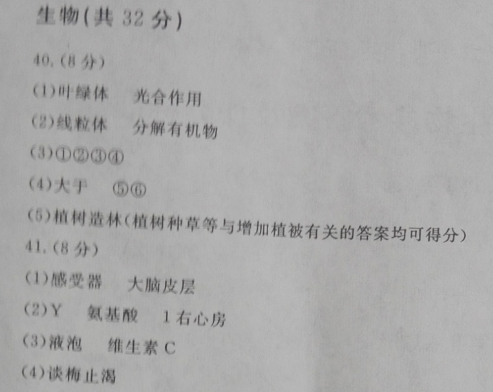 生物(共 32 分)
40.(8 分)
(1)叶绿体 光合作用
(2)线粒体 分解有机物
(3)①②③④
(4)大于 ⑤⑥
(5)植树造林(植树种草等与增加植被有关的答案均可得分)
41.(8 分)
(1)感受器 大脑皮层
(2)Y 氨基酸 1 右心房
(3)液泡 维生素 C
(4)谈梅止渴